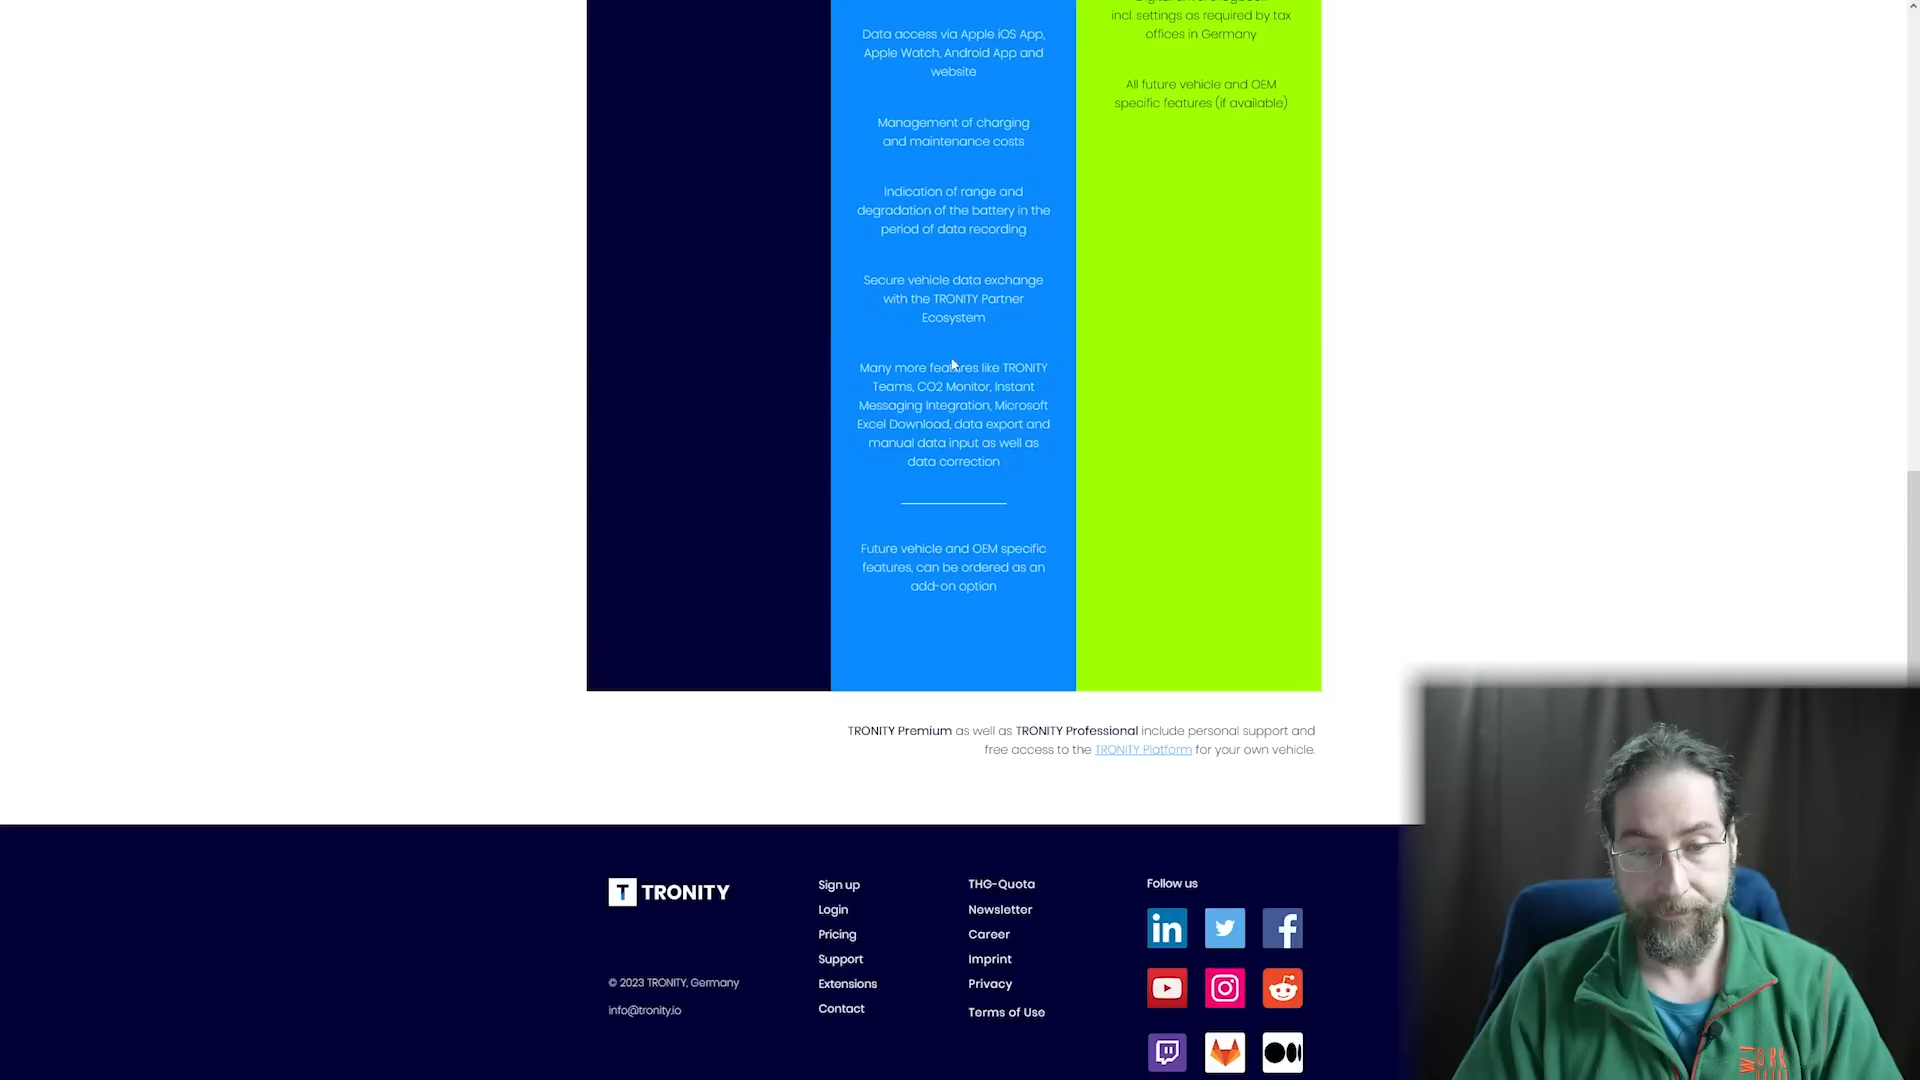 Data access via Apple iOS App,
Apple Watch, Android App and
website
Management of charging
and maintenance costs
Indication of range and
degradation of the battery in the
period of data recording
Secure vehicle data exchange
with the TRONITY Partner
Ecosystem
Many more features like TRONITY
Teams, CO2 Monitor, Instant
Messaging Integration, Microsoft
Excel Download, data export and
manual data input as well as
data correction
Future vehicle and OEM specific
features, can be ordered as an
add-on option
incl. settings as required by tax
offices in Germany
All future vehicle and OEM
specific features (if available)
TRONITY Premium as well as TRONITY Professional include personal support and
free access to the TRONITY Platform for your own vehicle.
T TRONITY
© 2023 TRONITY, Germany
info@tronity.io
Sign up
Login
Pricing
Support
Extensions
Contact
THG-Quota
Newsletter
Career
Imprint
Privacy
Terms of Use
Follow us
in
f